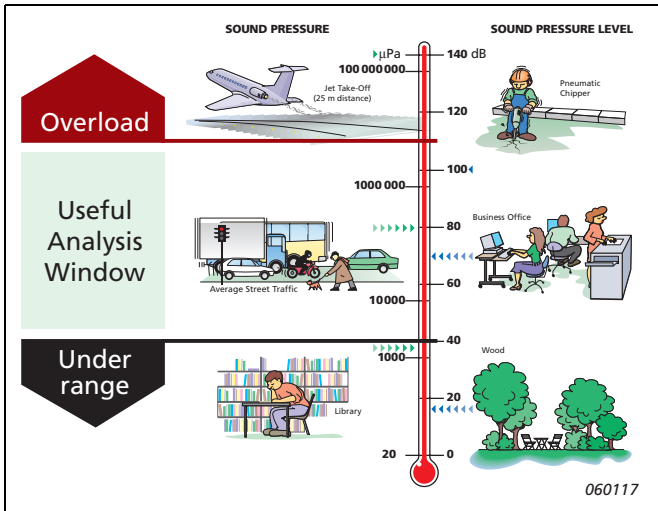 SOUND PRESSURE
SOUND PRESSURE LEVEL
µPa
140 dB
100 000 000
Jet Take-Off
(25 m distance)
Pneumatic
Chipper
120
Overload
100
1000 000
Useful
Analysis
Window
80
Business Office
60
Average Street Traffic
10000
40
Under
range
1000
Wood
20
Library
20
0
060117